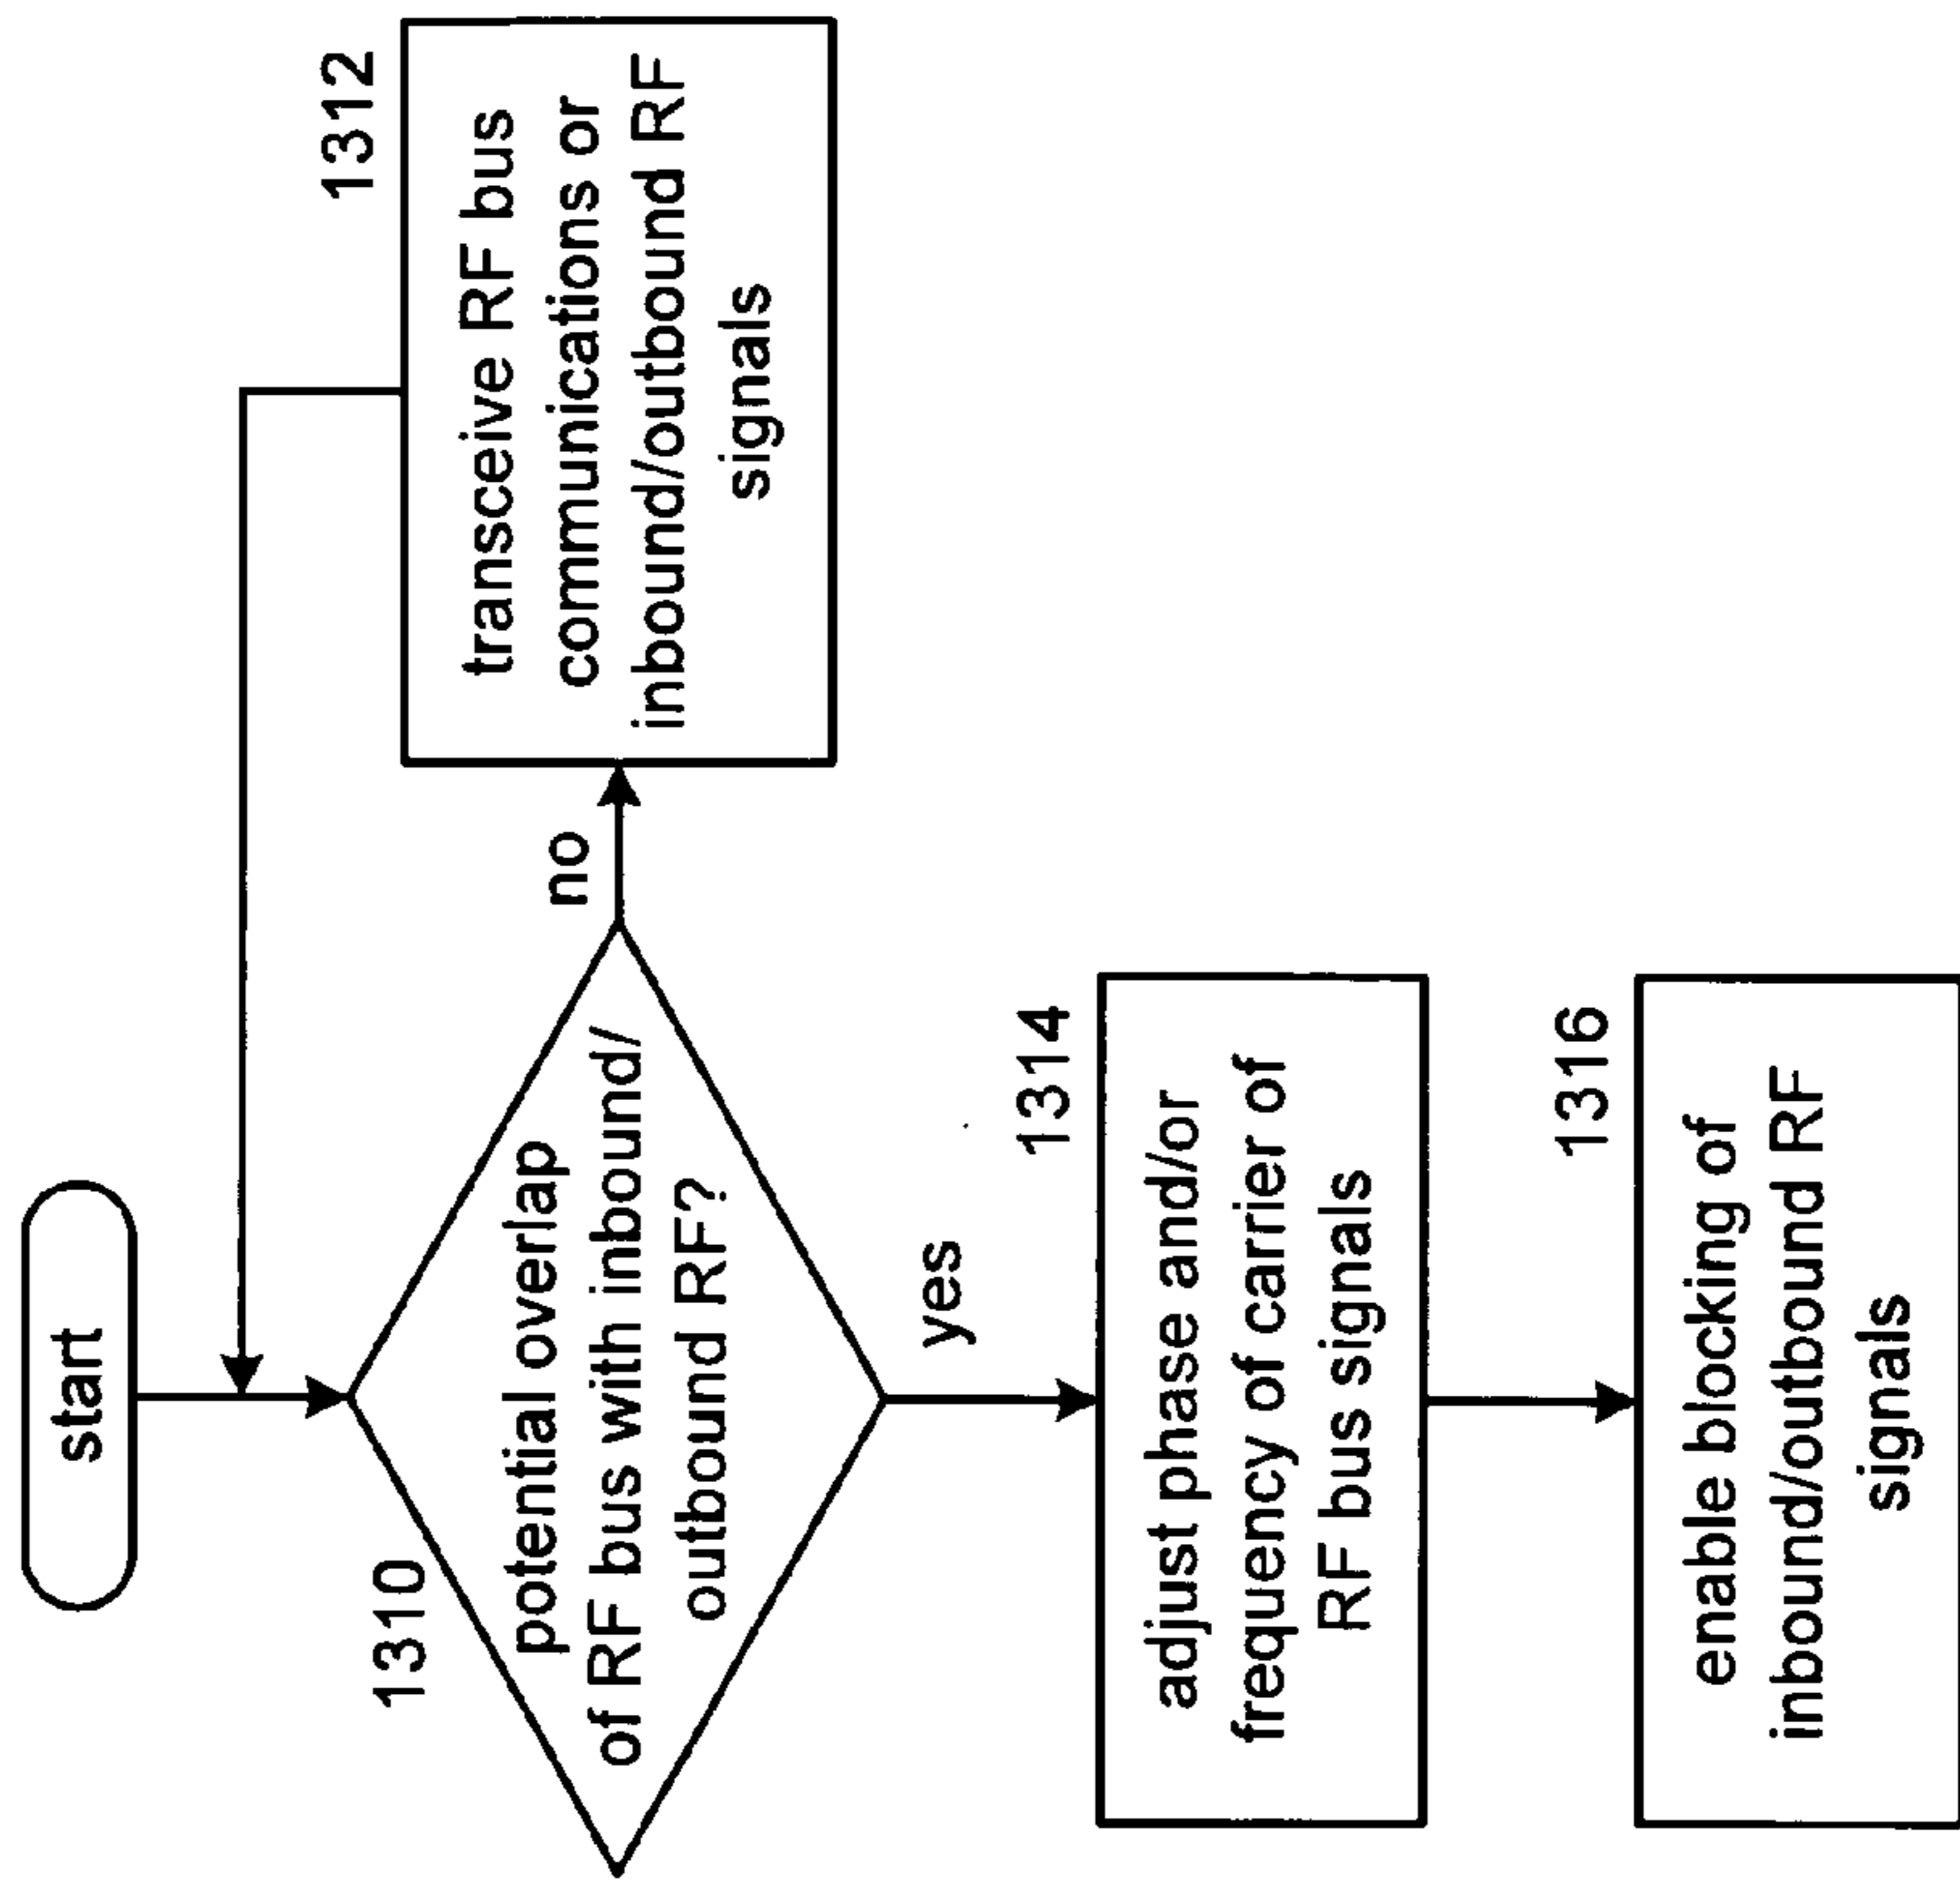 start
1310
potential overlap
of RF bus with inbound/
outbound RF?
no
1312
transceive RF bus
communications or
inbound/outbound RF
signals
yes
1314
adjust phase and/or
frequency of carrier of
RF bus signals
1316
enable blocking of
inbound/outbound RF
signals